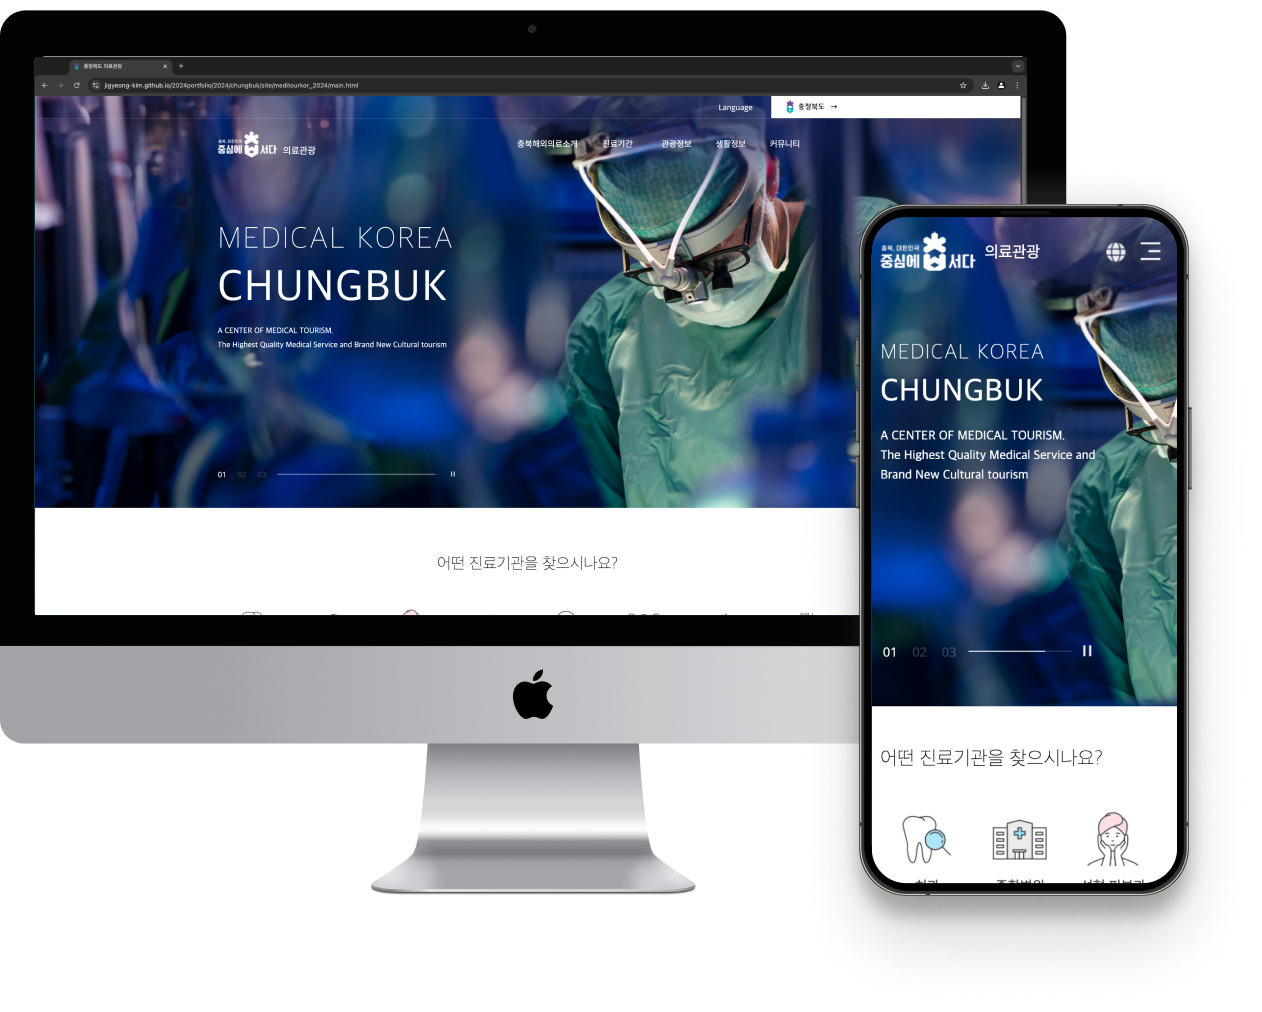 충청북도 의료관광
jigyeong-kim.github.io/2024portfolio/2024/chungbuk/site/meditourkor_2024/main.html
Language
충청북도 →
충북, 대한민국
중심에 서다 의료관광
충북해외의료소개 진료기간 관광정보 생활정보 커뮤니티
MEDICAL KOREA
CHUNGBUK
A CENTER OF MEDICAL TOURISM.
The Highest Quality Medical Service and Brand New Cultural tourism
01 02 03
어떤 진료기관을 찾으시나요?
충북, 대한민국
중심에 서다 의료관광
MEDICAL KOREA
CHUNGBUK
A CENTER OF MEDICAL TOURISM.
The Highest Quality Medical Service and
Brand New Cultural tourism
01 02 03
어떤 진료기관을 찾으시나요?